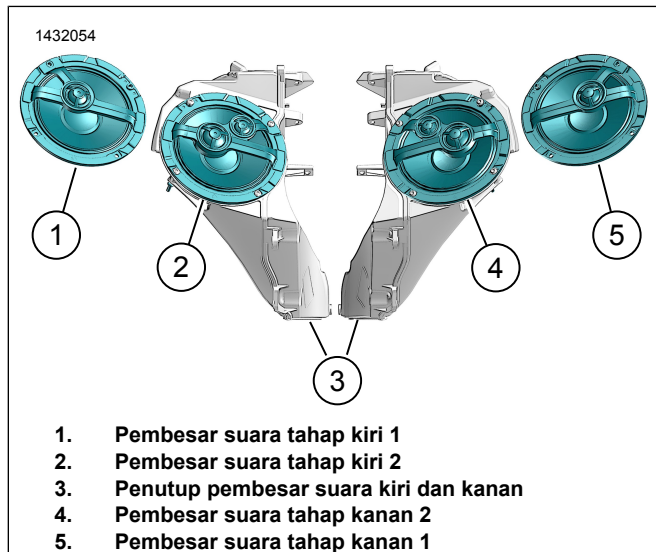 1432054
1
2
3
4
5
1. Pembesar suara tahap kiri 1
2. Pembesar suara tahap kiri 2
3. Penutup pembesar suara kiri dan kanan
4. Pembesar suara tahap kanan 2
5. Pembesar suara tahap kanan 1